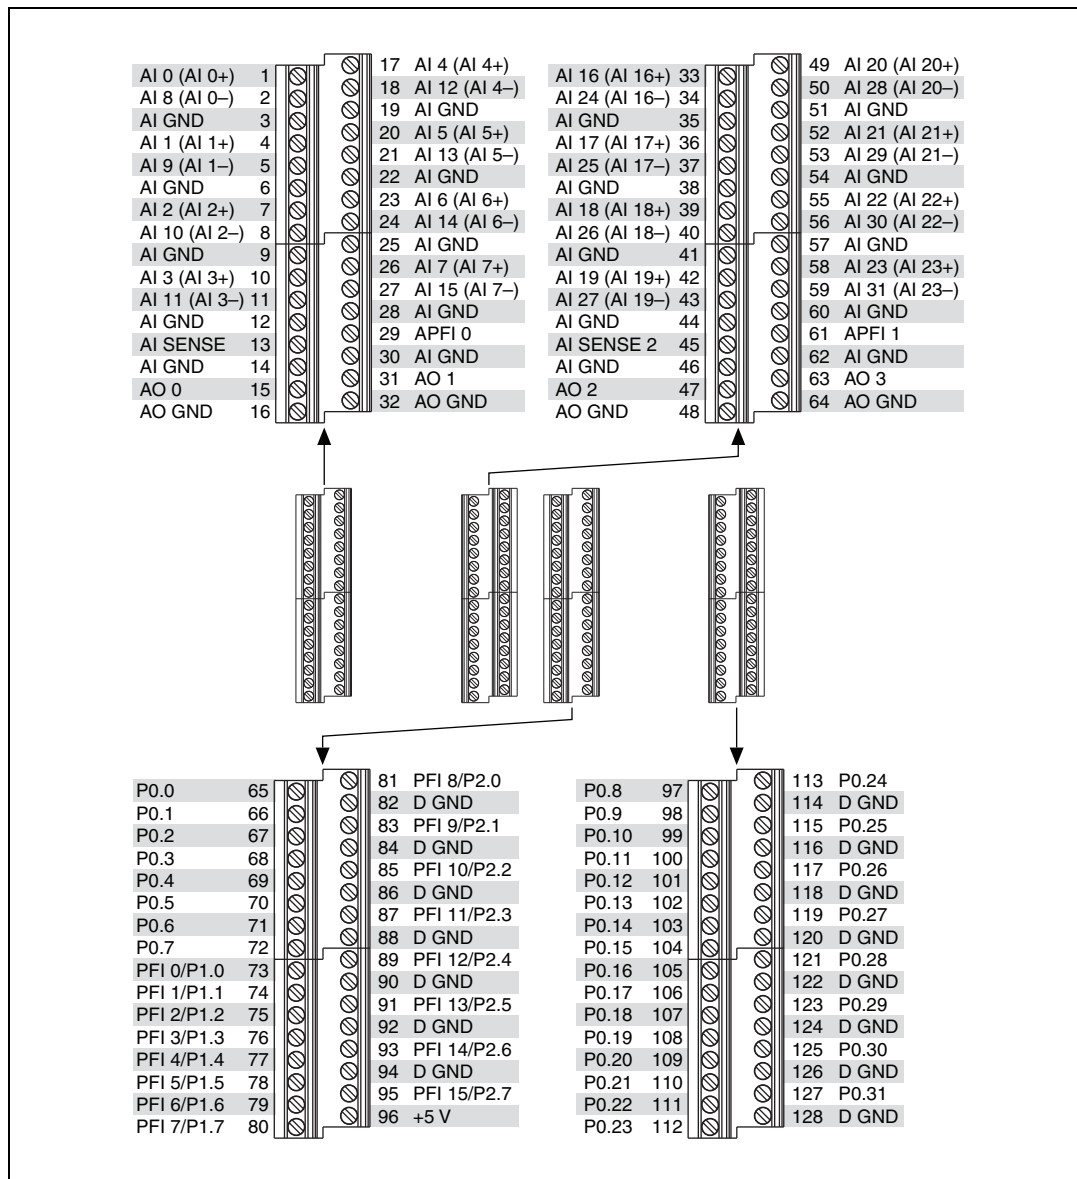 AI 0 (AI 0+) 1
AI 8 (AI 0–) 2
AI GND 3
AI 1 (AI 1+) 4
AI 9 (AI 1–) 5
AI GND 6
AI 2 (AI 2+) 7
AI 10 (AI 2–) 8
AI GND 9
AI 3 (AI 3+) 10
AI 11 (AI 3–) 11
AI GND 12
AI SENSE 13
AI GND 14
AO 0 15
AO GND 16
17 AI 4 (AI 4+)
18 AI 12 (AI 4–)
19 AI GND
20 AI 5 (AI 5+)
21 AI 13 (AI 5–)
22 AI GND
23 AI 6 (AI 6+)
24 AI 14 (AI 6–)
25 AI GND
26 AI 7 (AI 7+)
27 AI 15 (AI 7–)
28 AI GND
29 APFI 0
30 AI GND
31 AO 1
32 AO GND
AI 16 (AI 16+) 33
AI 24 (AI 16–) 34
AI GND 35
AI 17 (AI 17+) 36
AI 25 (AI 17–) 37
AI GND 38
AI 18 (AI 18+) 39
AI 26 (AI 18–) 40
AI GND 41
AI 19 (AI 19+) 42
AI 27 (AI 19–) 43
AI GND 44
AI SENSE 2 45
AI GND 46
AO 2 47
AO GND 48
49 AI 20 (AI 20+)
50 AI 28 (AI 20–)
51 AI GND
52 AI 21 (AI 21+)
53 AI 29 (AI 21–)
54 AI GND
55 AI 22 (AI 22+)
56 AI 30 (AI 22–)
57 AI GND
58 AI 23 (AI 23+)
59 AI 31 (AI 23–)
60 AI GND
61 APFI 1
62 AI GND
63 AO 3
64 AO GND
P0.0 65
P0.1 66
P0.2 67
P0.3 68
P0.4 69
P0.5 70
P0.6 71
P0.7 72
PFI 0/P1.0 73
PFI 1/P1.1 74
PFI 2/P1.2 75
PFI 3/P1.3 76
PFI 4/P1.4 77
PFI 5/P1.5 78
PFI 6/P1.6 79
PFI 7/P1.7 80
81 PFI 8/P2.0
82 D GND
83 PFI 9/P2.1
84 D GND
85 PFI 10/P2.2
86 D GND
87 PFI 11/P2.3
88 D GND
89 PFI 12/P2.4
90 D GND
91 PFI 13/P2.5
92 D GND
93 PFI 14/P2.6
94 D GND
95 PFI 15/P2.7
96 +5 V
P0.8 97
P0.9 98
P0.10 99
P0.11 100
P0.12 101
P0.13 102
P0.14 103
P0.15 104
P0.16 105
P0.17 106
P0.18 107
P0.19 108
P0.20 109
P0.21 110
P0.22 111
P0.23 112
113 P0.24
114 D GND
115 P0.25
116 D GND
117 P0.26
118 D GND
119 P0.27
120 D GND
121 P0.28
122 D GND
123 P0.29
124 D GND
125 P0.30
126 D GND
127 P0.31
128 D GND